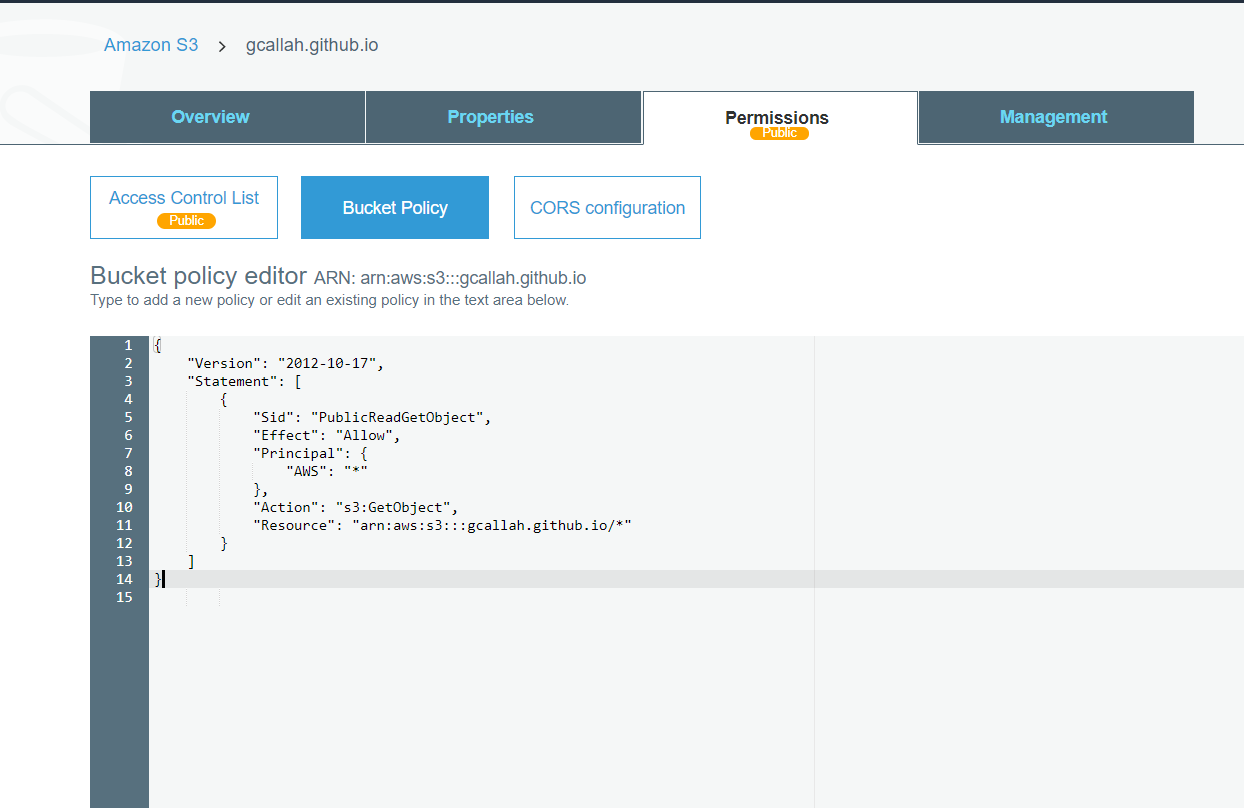 Amazon S3 > gcallah.github.io
Overview Properties Permissions Management
Public
Access Control List Bucket Policy CORS configuration
Public
Bucket policy editor ARN: arn:aws:s3:::gcallah.github.io
Type to add a new policy or edit an existing policy in the text area below.
1 {
2 "Version": "2012-10-17",
3 "Statement": [
4 {
5 "Sid": "PublicReadGetObject",
6 "Effect": "Allow",
7 "Principal": {
8 "AWS": "*"
9 },
10 "Action": "s3:GetObject",
11 "Resource": "arn:aws:s3:::gcallah.github.io/*"
12 }
13 ]
14 }
15